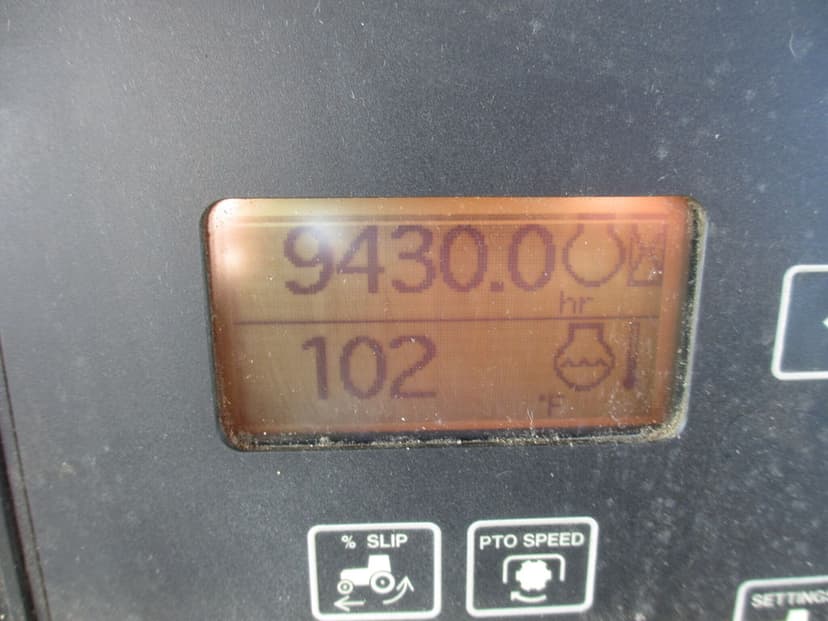 9430.0
hr
102
°F
% SLIP
PTO SPEED
SETTINGS